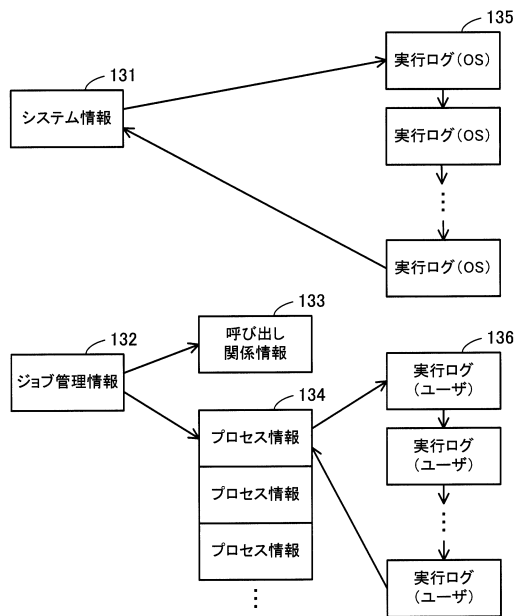 135
実行ログ(OS)
131
システム情報
実行ログ(OS)
実行ログ(OS)
133
呼び出し
関係情報
132
ジョブ管理情報
136
実行ログ
(ユーザ)
134
プロセス情報
実行ログ
(ユーザ)
プロセス情報
プロセス情報
実行ログ
(ユーザ)